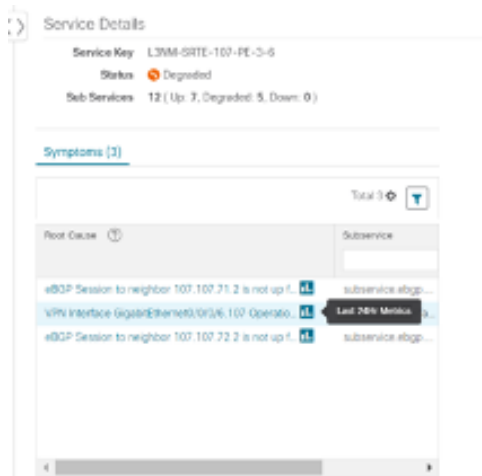 Service Details
Service Key L3NM-SRTE-107-PE-3-6
Status Degraded
Sub Services 12 ( Up: 7, Degraded: 5, Down: 0 )
Symptoms (3)
Total 3
Root Cause ? Subservice
eBGP Session to neighbor 107.107.71.2 is not up f... subservice.ebgp...
VPN Interface GigabitEthernet0/0/0/6.107 Operatio... Last 24h Metrics a...
eBGP Session to neighbor 107.107.72.2 is not up f... subservice.ebgp...